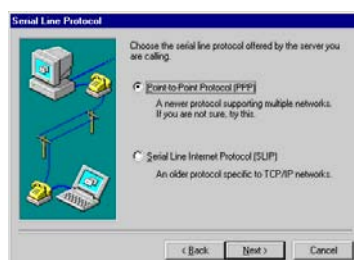 Serial Line Protocol
Choose the serial line protocol offered by the server you
are calling.
Point-to-Point Protocol (PPP)
A newer protocol supporting multiple networks.
If you are not sure, try this.
Serial Line Internet Protocol (SLIP)
An older protocol specific to TCP/IP networks.
< Back
Next >
Cancel